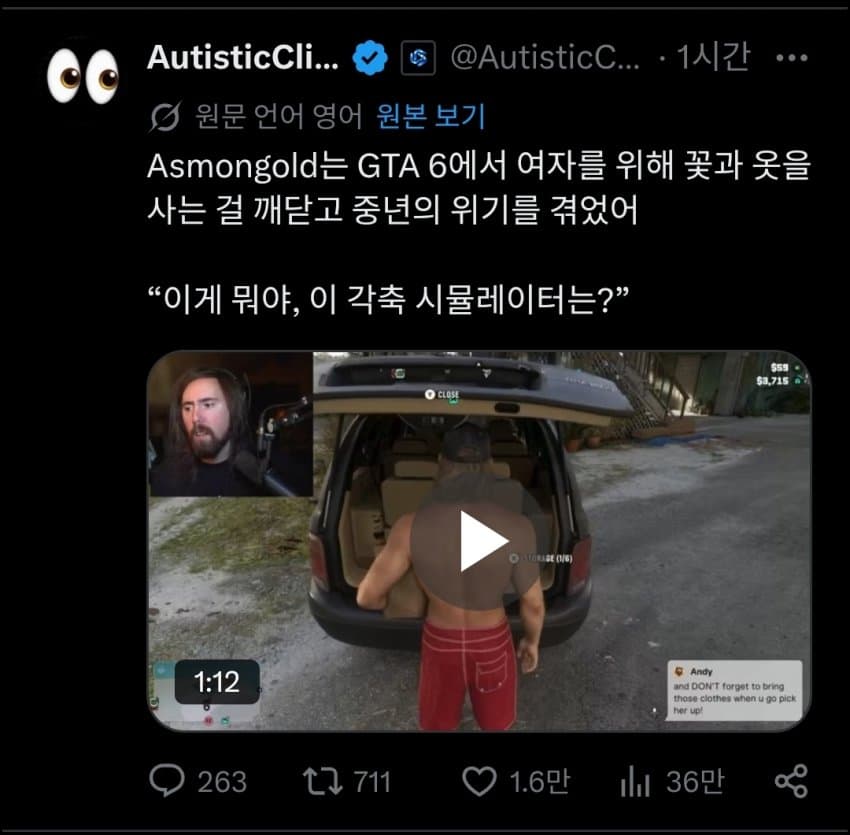 AutisticCli... @AutisticC... · 1시간
원문 언어 영어 원본 보기
Asmongold는 GTA 6에서 여자를 위해 꽃과 옷을
사는 걸 깨닫고 중년의 위기를 겪었어
“이게 뭐야, 이 각축 시뮬레이터는?”
$59
$3,715
Y CLOSE
STORAGE (1/6)
Andy
and DON'T forget to bring
those clothes when u go pick
her up!
1:12
263 711 1.6만 36만